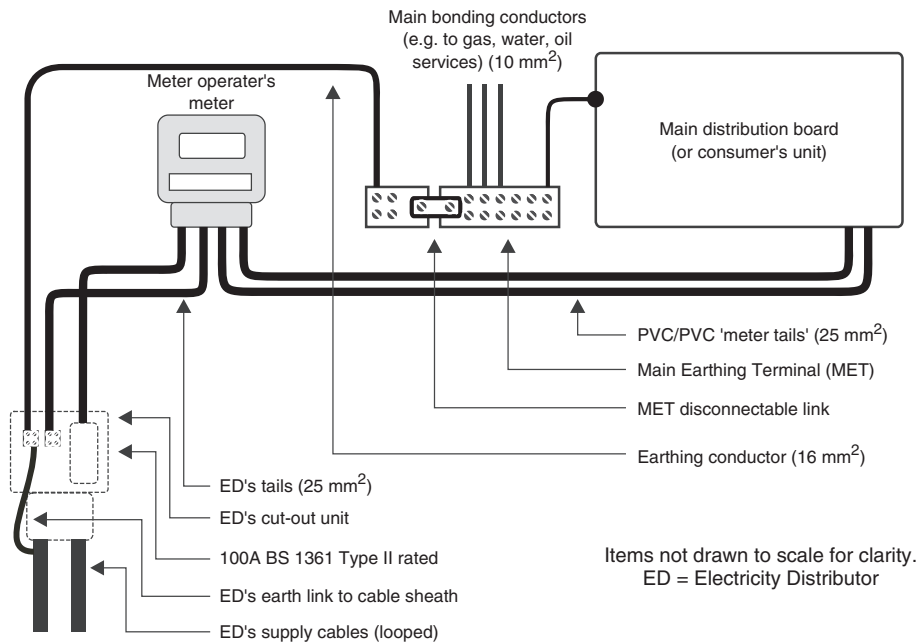 Main bonding conductors
(e.g. to gas, water, oil
services) (10 mm²)
Meter operater's
meter
Main distribution board
(or consumer's unit)
PVC/PVC 'meter tails' (25 mm²)
Main Earthing Terminal (MET)
MET disconnectable link
Earthing conductor (16 mm²)
ED's tails (25 mm²)
ED's cut-out unit
100A BS 1361 Type II rated
ED's earth link to cable sheath
ED's supply cables (looped)
Items not drawn to scale for clarity.
ED = Electricity Distributor